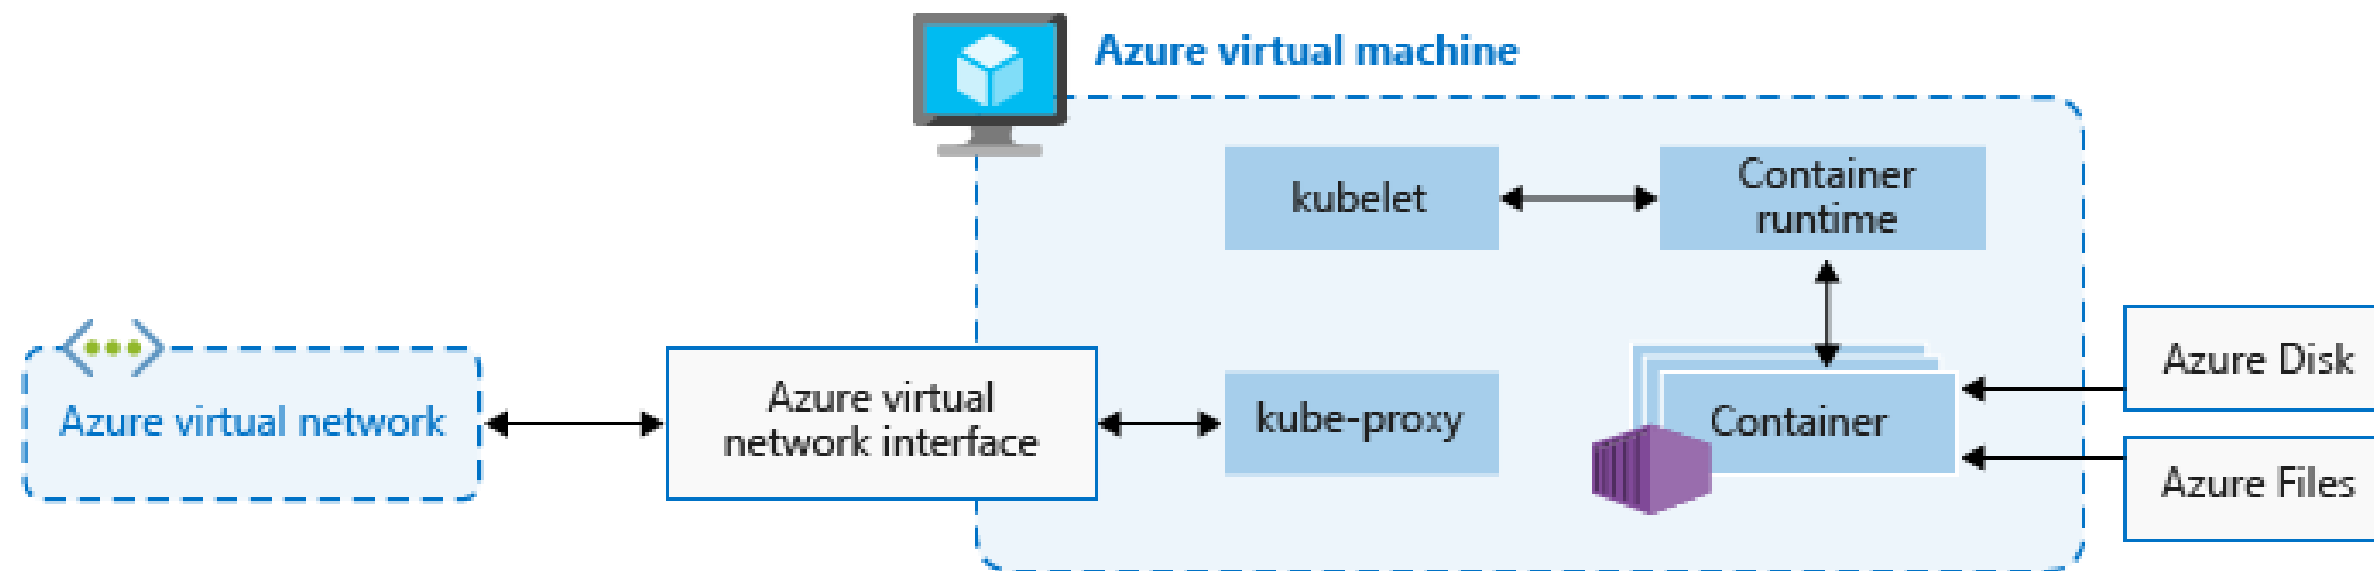 Azure virtual machine
kubelet
Container
runtime
Azure virtual network
Azure virtual
network interface
kube-proxy
Container
Azure Disk
Azure Files